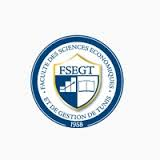 FACULTÉ DES SCIENCES ÉCONOMIQUES
FSEGT
ET DE GESTION DE TUNIS
1958